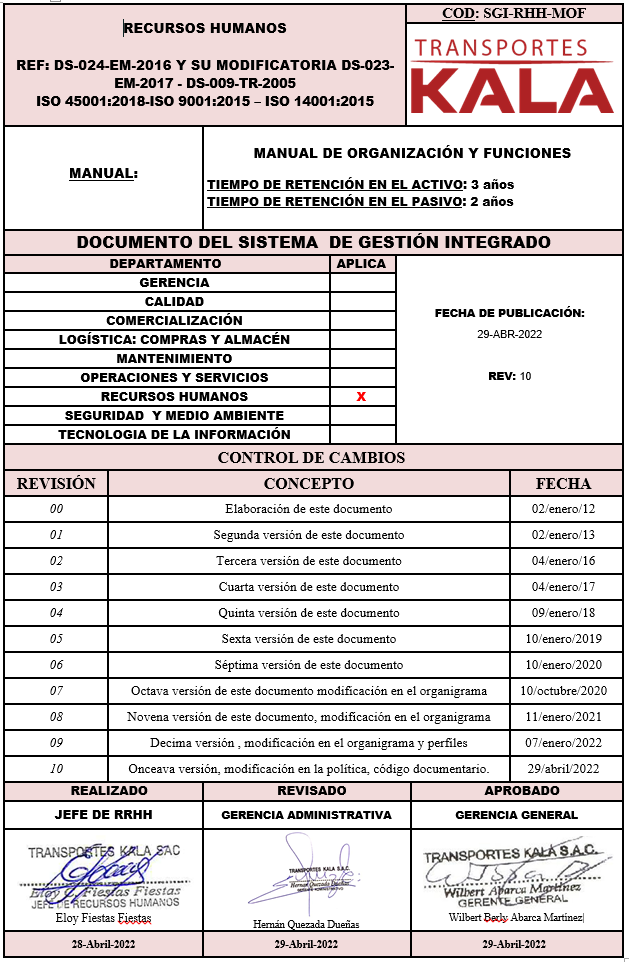 RECURSOS HUMANOS
REF: DS-024-EM-2016 Y SU MODIFICATORIA DS-023-
EM-2017 - DS-009-TR-2005
ISO 45001:2018-ISO 9001:2015 – ISO 14001:2015
COD: SGI-RHH-MOF
TRANSPORTES
KALA
MANUAL:
MANUAL DE ORGANIZACIÓN Y FUNCIONES
TIEMPO DE RETENCIÓN EN EL ACTIVO: 3 años
TIEMPO DE RETENCIÓN EN EL PASIVO: 2 años
DOCUMENTO DEL SISTEMA DE GESTIÓN INTEGRADO
DEPARTAMENTO APLICA
GERENCIA
CALIDAD
COMERCIALIZACIÓN
LOGÍSTICA: COMPRAS Y ALMACÉN
MANTENIMIENTO
OPERACIONES Y SERVICIOS
RECURSOS HUMANOS X
SEGURIDAD Y MEDIO AMBIENTE
TECNOLOGIA DE LA INFORMACIÓN
FECHA DE PUBLICACIÓN:
29-ABR-2022
REV: 10
CONTROL DE CAMBIOS
REVISIÓN CONCEPTO FECHA
00 Elaboración de este documento 02/enero/12
01 Segunda versión de este documento 02/enero/13
02 Tercera versión de este documento 04/enero/16
03 Cuarta versión de este documento 04/enero/17
04 Quinta versión de este documento 09/enero/18
05 Sexta versión de este documento 10/enero/2019
06 Séptima versión de este documento 10/enero/2020
07 Octava versión de este documento modificación en el organigrama 10/octubre/2020
08 Novena versión de este documento, modificación en el organigrama 11/enero/2021
09 Decima versión , modificación en el organigrama y perfiles 07/enero/2022
10 Onceava versión, modificación en la política, código documentario. 29/abril/2022
REALIZADO REVISADO APROBADO
JEFE DE RRHH GERENCIA ADMINISTRATIVA GERENCIA GENERAL
TRANSPORTES KALA SAC
Eloy Fiestas Fiestas
JEFE DE RECURSOS HUMANOS
Eloy Fiestas Fiestas
TRANSPORTES KALA S.A.C.
Hernán Quezada Dueñas
Hernán Quezada Dueñas
TRANSPORTES KALA S.A.C.
Wilbert Abarca Martínez
GERENTE GENERAL
Wilbert Berly Abarca Martinez
28-Abril-2022 29-Abril-2022 29-Abril-2022